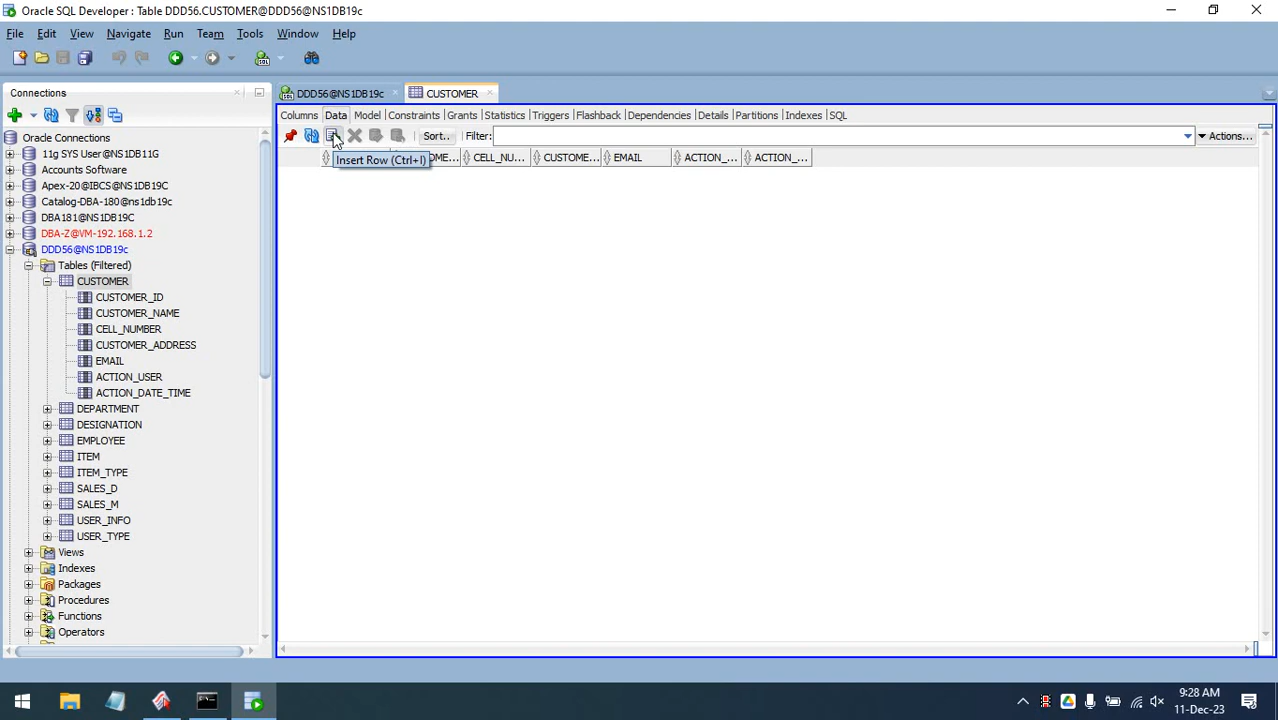 Oracle SQL Developer : Table DDD56.CUSTOMER@DDD56@NS1DB19c
File Edit View Navigate Run Team Tools Window Help
Connections
DDD56@NS1DB19c
CUSTOMER
Columns Data Model Constraints Grants Statistics Triggers Flashback Dependencies Details Partitions Indexes SQL
Sort.. Filter: Actions...
OME... CELL_NU... CUSTOME... EMAIL ACTION_... ACTION_...
Insert Row (Ctrl+I)
Oracle Connections
11g SYS User@NS1DB11G
Accounts Software
Apex-20@IBCS@NS1DB19C
Catalog-DBA-180@ns1db19c
DBA181@NS1DB19C
DBA-Z@VM-192.168.1.2
DDD56@NS1DB19c
Tables (Filtered)
CUSTOMER
CUSTOMER_ID
CUSTOMER_NAME
CELL_NUMBER
CUSTOMER_ADDRESS
EMAIL
ACTION_USER
ACTION_DATE_TIME
DEPARTMENT
DESIGNATION
EMPLOYEE
ITEM
ITEM_TYPE
SALES_D
SALES_M
USER_INFO
USER_TYPE
Views
Indexes
Packages
Procedures
Functions
Operators
9:28 AM
11-Dec-23